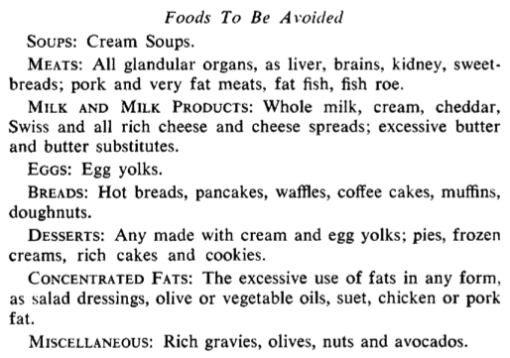 Foods To Be Avoided
SOUPS: Cream Soups.
MEATS: All glandular organs, as liver, brains, kidney, sweet-
breads; pork and very fat meats, fat fish, fish roe.
MILK AND MILK PRODUCTS: Whole milk, cream, cheddar,
Swiss and all rich cheese and cheese spreads; excessive butter
and butter substitutes.
EGGS: Egg yolks.
BREADS: Hot breads, pancakes, waffles, coffee cakes, muffins,
doughnuts.
DESSERTS: Any made with cream and egg yolks; pies, frozen
creams, rich cakes and cookies.
CONCENTRATED FATS: The excessive use of fats in any form,
as salad dressings, olive or vegetable oils, suet, chicken or pork
fat.
MISCELLANEOUS: Rich gravies, olives, nuts and avocados.